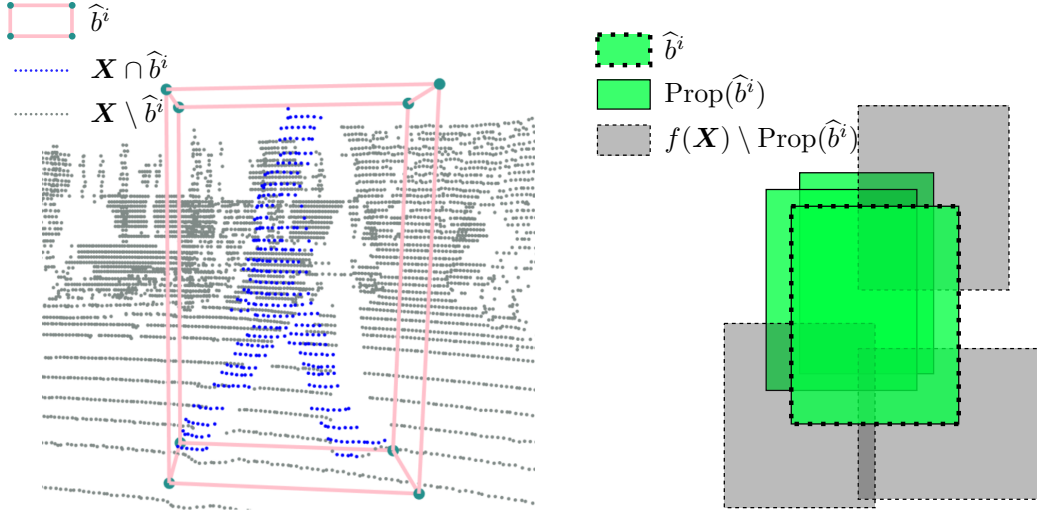 b̂ⁱ
X ∩ b̂ⁱ
X \ b̂ⁱ
b̂ⁱ
Prop(b̂ⁱ)
f(X) \ Prop(b̂ⁱ)